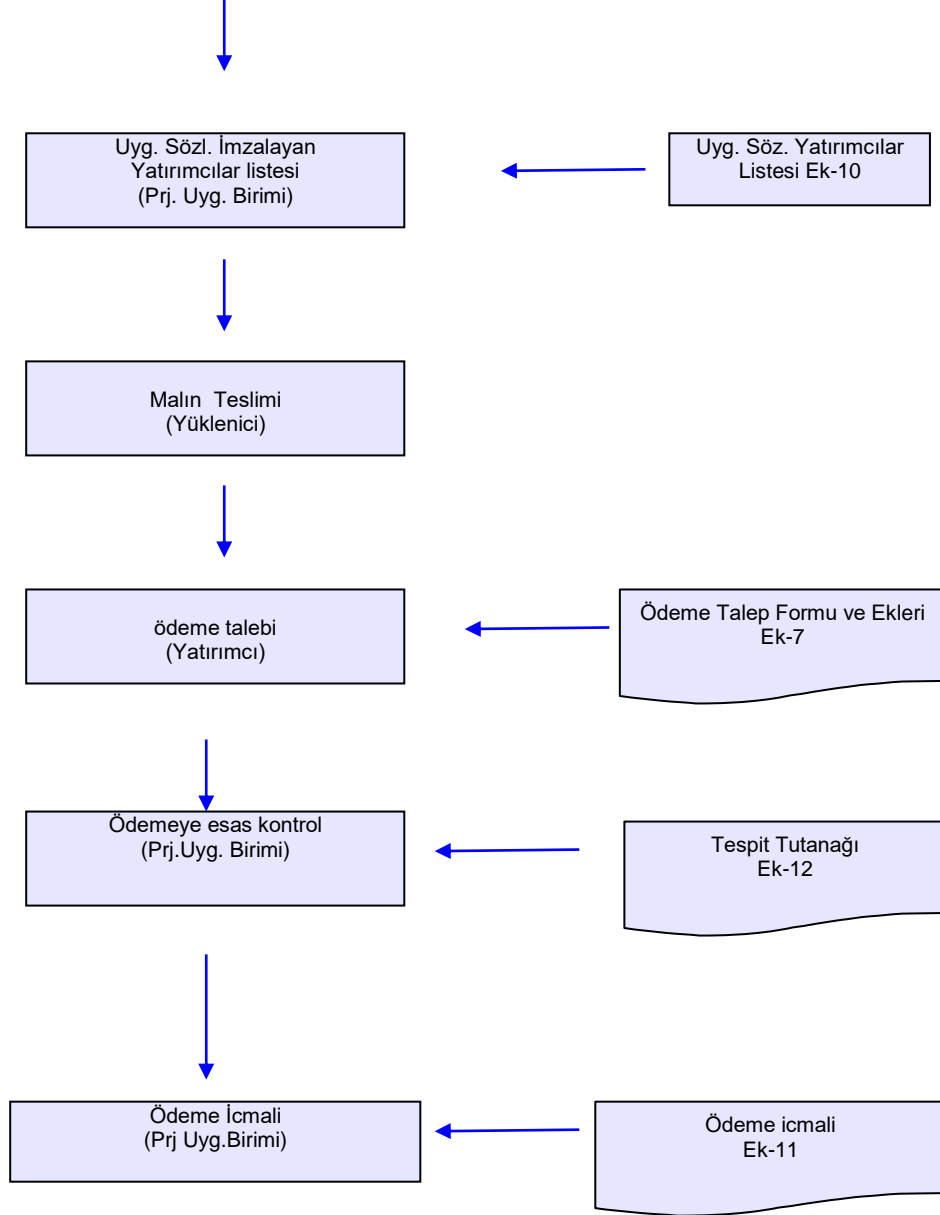 Uyg. Sözl. İmzalayan
Yatırımcılar listesi
(Prj. Uyg. Birimi)
Uyg. Söz. Yatırımcılar
Listesi Ek-10
Malın Teslimi
(Yüklenici)
ödeme talebi
(Yatırımcı)
Ödeme Talep Formu ve Ekleri
Ek-7
Ödemeye esas kontrol
(Prj.Uyg. Birimi)
Tespit Tutanağı
Ek-12
Ödeme İcmali
(Prj Uyg.Birimi)
Ödeme icmali
Ek-11